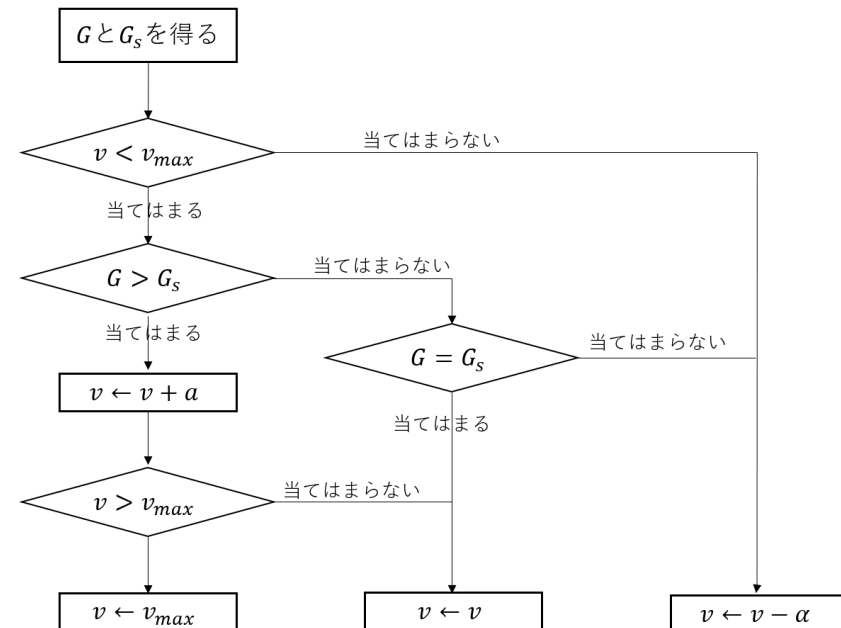 GとG_sを得る
v < v_max
当てはまらない
当てはまる
G > G_s
当てはまらない
当てはまる
G = G_s
当てはまらない
v ← v + a
当てはまる
v > v_max
当てはまらない
v ← v_max
v ← v
v ← v − α